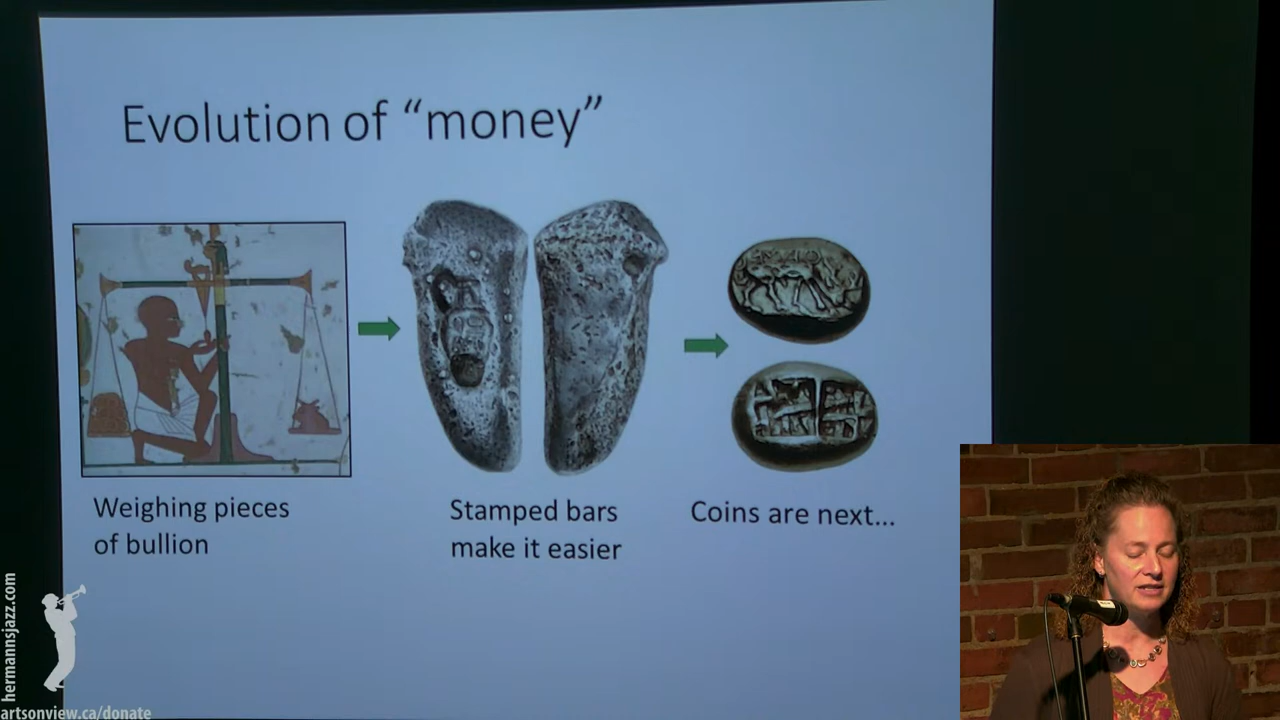 Evolution of “money”
Weighing pieces
of bullion
Stamped bars
make it easier
Coins are next...
hermannsjazz.com
artsonview.ca/donate